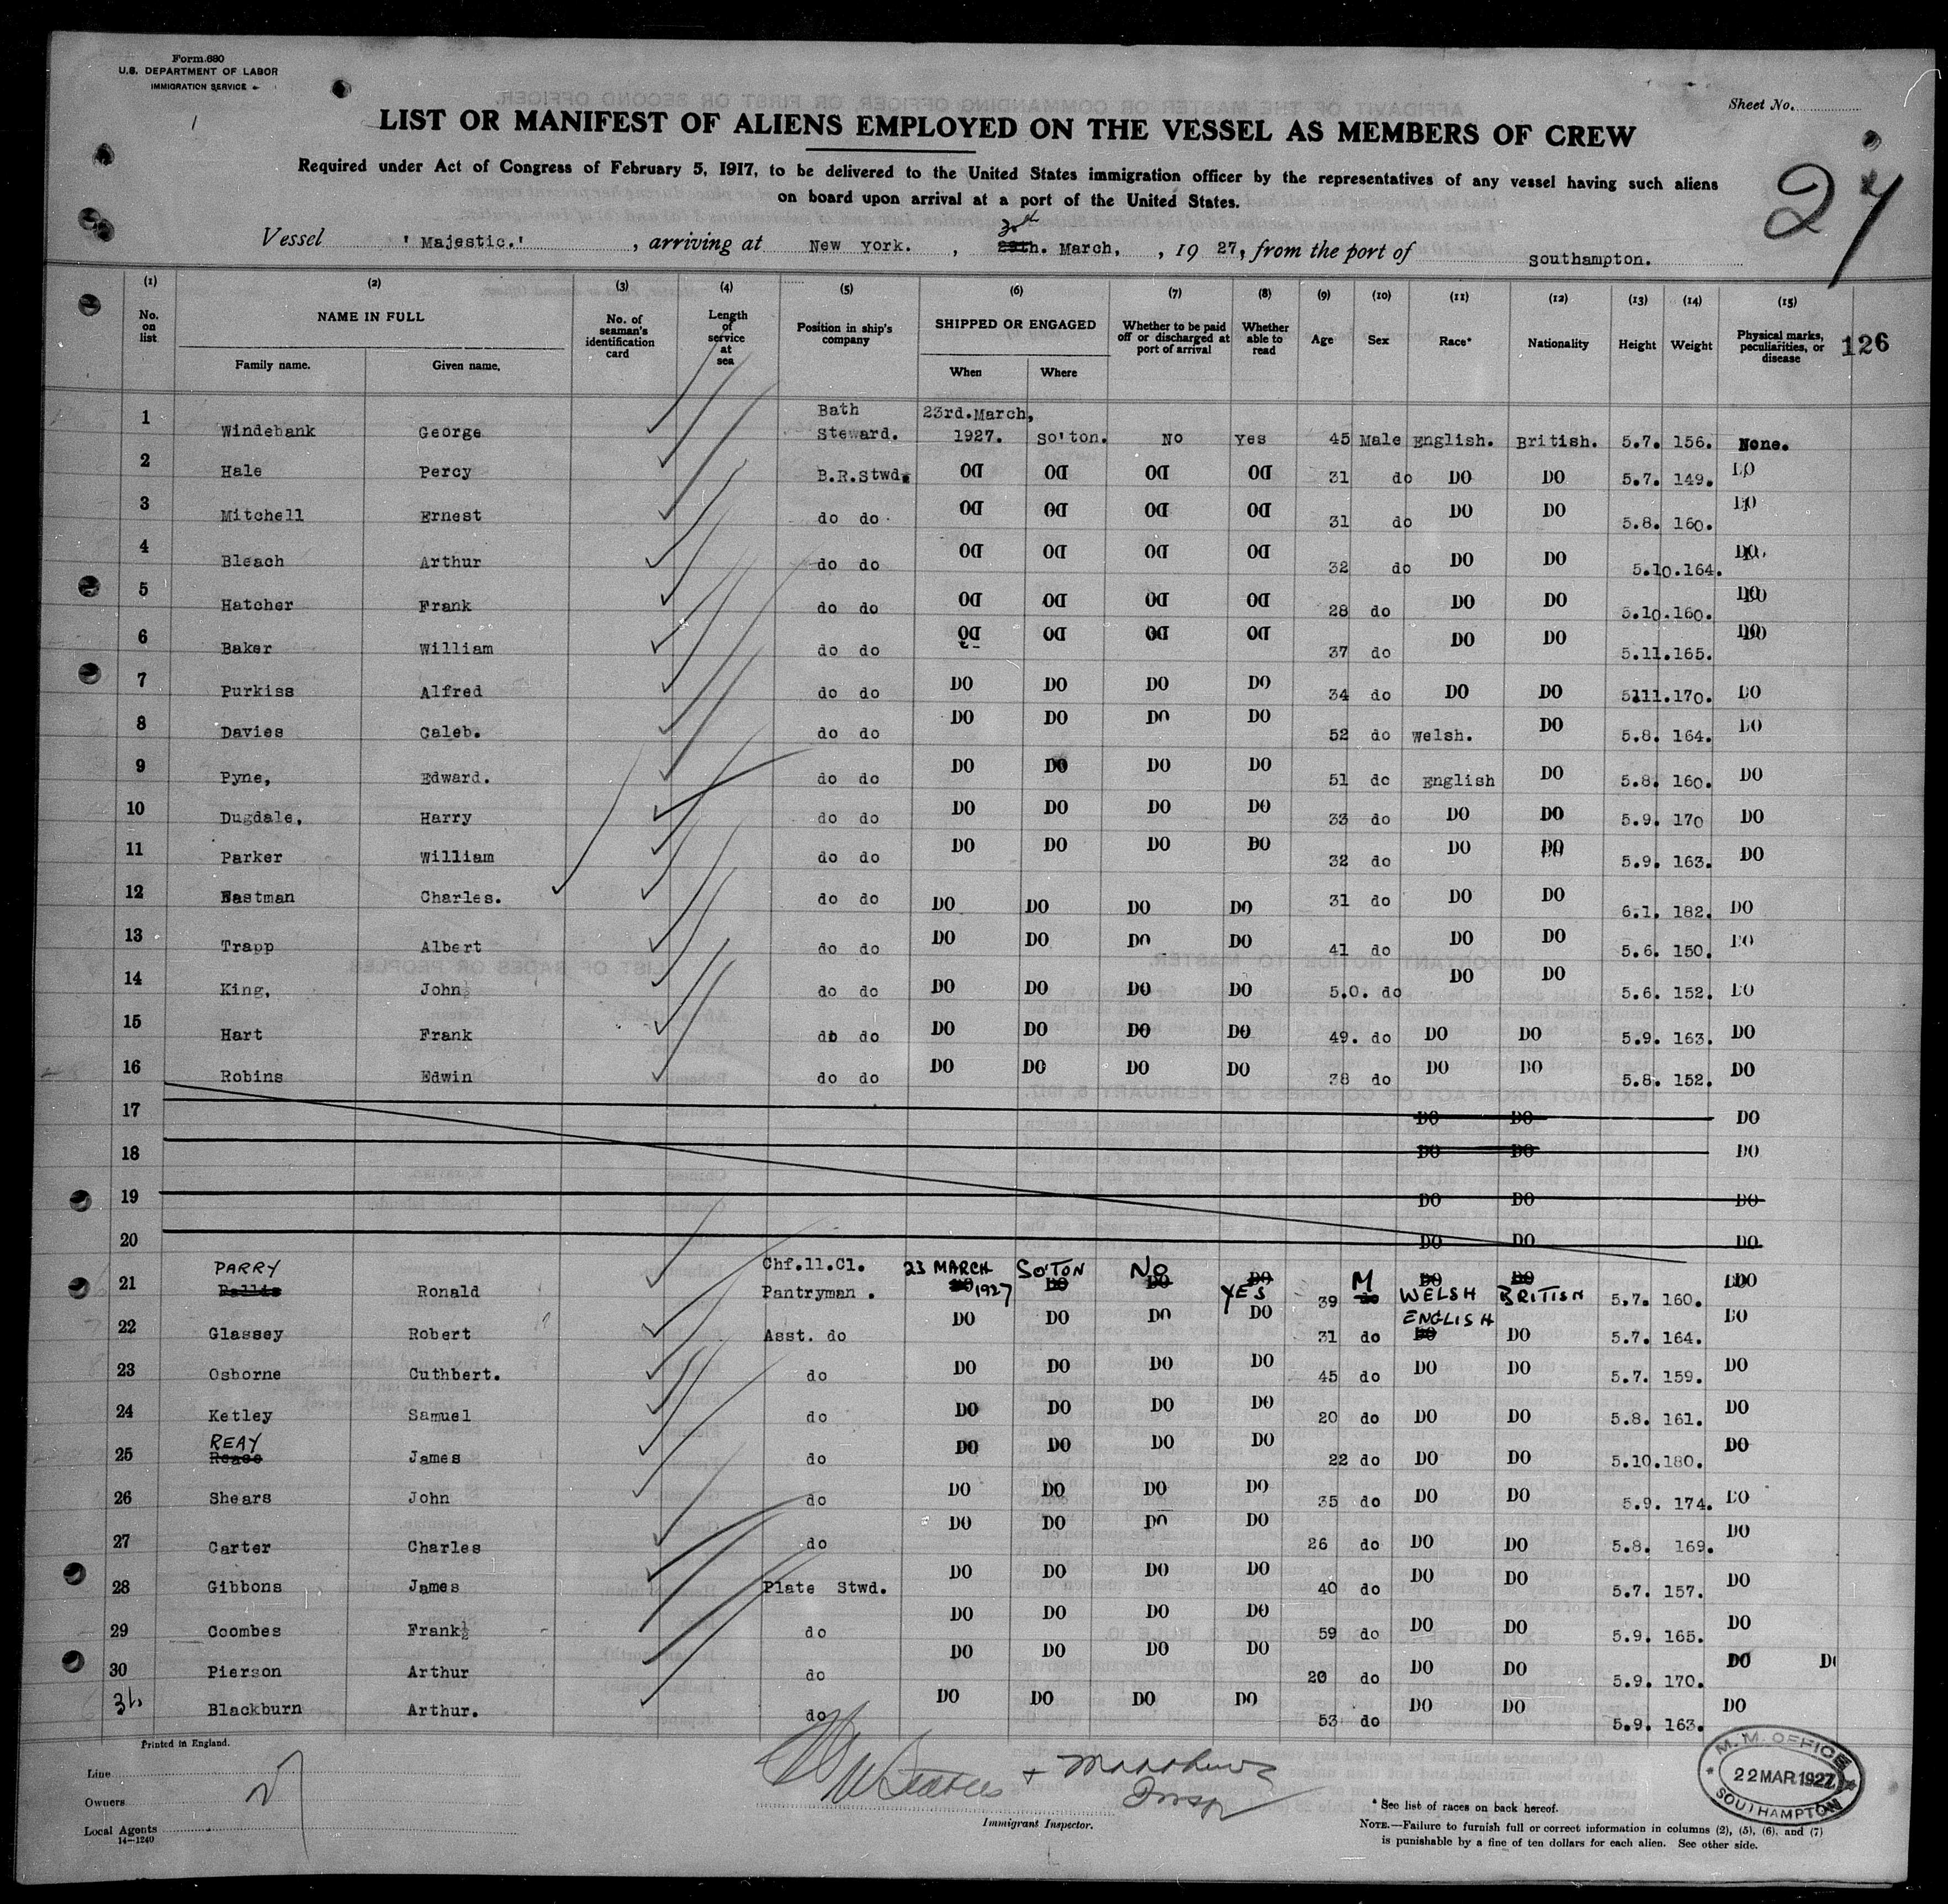 Form 680
U.S. DEPARTMENT OF LABOR
IMMIGRATION SERVICE
Sheet No.
LIST OR MANIFEST OF ALIENS EMPLOYED ON THE VESSEL AS MEMBERS OF CREW
Required under Act of Congress of February 5, 1917, to be delivered to the United States immigration officer by the representatives of any vessel having such aliens
on board upon arrival at a port of the United States.
27
Vessel 'Majestic.', arriving at New York., March, , 19 27, from the port of Southampton.
(1) (2) (3) (4) (5) (6) (7) (8) (9) (10) (11) (12) (13) (14) (15)
No. on list NAME IN FULL Family name. Given name. No. of seaman's identification card Length of service at sea Position in ship's company SHIPPED OR ENGAGED When Where Whether to be paid off or discharged at port of arrival Whether able to read Age Sex Race* Nationality Height Weight Physical marks, peculiarities, or disease 126
1 Windebank George Bath Steward. 23rd.March, 1927. So'ton. No Yes 45 Male English. British. 5.7. 156. None.
2 Hale Percy B.R.Stwd. DO DO DO DO 31 do DO DO 5.7. 149. DO
3 Mitchell Ernest do do DO DO DO DO 31 do DO DO 5.8. 160. DO
4 Bleach Arthur do do DO DO DO DO 32 do DO DO 5.10.164. DO
5 Hatcher Frank do do DO DO DO DO 28 do DO DO 5.10.160. DO
6 Baker William do do DO DO DO DO 37 do DO DO 5.11.165. DO
7 Purkiss Alfred do do DO DO DO DO 34 do DO DO 5111.170. DO
8 Davies Caleb. do do DO DO DO DO 52 do Welsh. DO 5.8. 164. DO
9 Pyne, Edward. do do DO DO DO DO 51 do English DO 5.8. 160. DO
10 Dugdale, Harry do do DO DO DO DO 33 do DO DO 5.9. 170 DO
11 Parker William do do DO DO DO DO 32 do DO DO 5.9. 163. DO
12 Eastman Charles. do do DO DO DO DO 31 do DO DO 6.1. 182. DO
13 Trapp Albert do do DO DO DO DO 41 do DO DO 5.6. 150. DO
14 King, John do do DO DO DO DO 5.0. do DO DO 5.6. 152. DO
15 Hart Frank do do DO DO DO DO 49. do DO DO 5.9. 163. DO
16 Robins Edwin do do DO DO DO DO 38 do DO DO 5.8. 152. DO
17 DO DO DO
18 DO DO DO
19 DO DO DO
20 DO DO DO
21 PARRY Ronald Chf.11.Cl. Pantryman . 23 MARCH 1927 SO'TON NO YES 39 M WELSH BRITISH 5.7. 160. DO
22 Glassey Robert Asst. do DO DO DO DO 31 do ENGLISH DO 5.7. 164. DO
23 Osborne Cuthbert. do DO DO DO DO 45 do DO DO 5.7. 159. DO
24 Ketley Samuel do DO DO DO DO 20 do DO DO 5.8. 161. DO
25 REAY James do DO DO DO DO 22 do DO DO 5.10.180. DO
26 Shears John do DO DO DO DO 35 do DO DO 5.9. 174. DO
27 Carter Charles do DO DO DO DO 26 do DO DO 5.8. 169. DO
28 Gibbons James Plate Stwd. DO DO DO DO 40 do DO DO 5.7. 157. DO
29 Coombes Frank½ do DO DO DO DO 59 do DO DO 5.9. 165. DO
30 Pierson Arthur do DO DO DO DO 20 do DO DO 5.9. 170. DO
31. Blackburn Arthur. do DO DO DO DO 53 do DO DO 5.9. 163. DO
Printed in England.
Line
Owners
Local Agents
14—1240
Immigrant Inspector.
* See list of races on back hereof.
NOTE.—Failure to furnish full or correct information in columns (2), (5), (6), and (7)
is punishable by a fine of ten dollars for each alien. See other side.
M. M. OFFICE
22 MAR 1927
SOUTHAMPTON